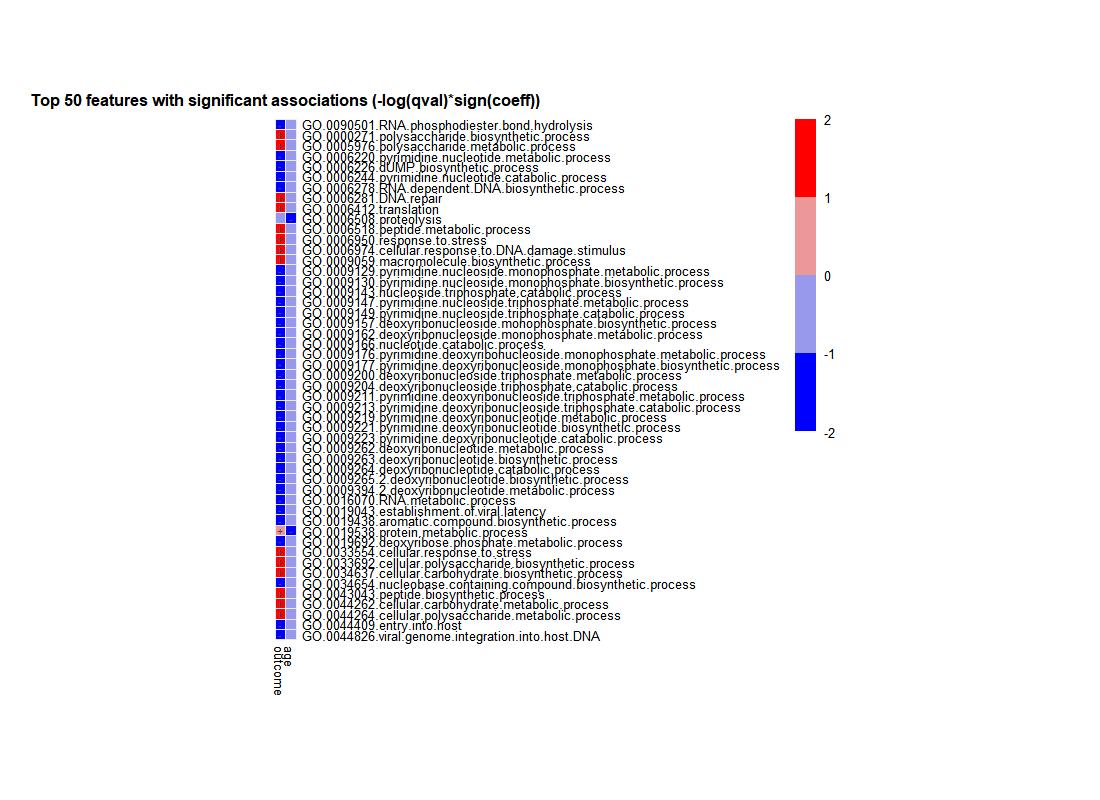 Top 50 features with significant associations (-log(qval)*sign(coeff))
GO.0090501.RNA.phosphodiester.bond.hydrolysis
GO.0000271.polysaccharide.biosynthetic.process
GO.0005976.polysaccharide.metabolic.process
GO.0006220.pyrimidine.nucleotide.metabolic.process
GO.0006226.dUMP.biosynthetic.process
GO.0006244.pyrimidine.nucleotide.catabolic.process
GO.0006278.RNA.dependent.DNA.biosynthetic.process
GO.0006281.DNA.repair
GO.0006412.translation
GO.0006508.proteolysis
GO.0006518.peptide.metabolic.process
GO.0006950.response.to.stress
GO.0006974.cellular.response.to.DNA.damage.stimulus
GO.0009059.macromolecule.biosynthetic.process
GO.0009129.pyrimidine.nucleoside.monophosphate.metabolic.process
GO.0009130.pyrimidine.nucleoside.monophosphate.biosynthetic.process
GO.0009143.nucleoside.triphosphate.catabolic.process
GO.0009147.pyrimidine.nucleoside.triphosphate.metabolic.process
GO.0009149.pyrimidine.nucleoside.triphosphate.catabolic.process
GO.0009157.deoxyribonucleoside.monophosphate.biosynthetic.process
GO.0009162.deoxyribonucleoside.monophosphate.metabolic.process
GO.0009166.nucleotide.catabolic.process
GO.0009176.pyrimidine.deoxyribonucleoside.monophosphate.metabolic.process
GO.0009177.pyrimidine.deoxyribonucleoside.monophosphate.biosynthetic.process
GO.0009200.deoxyribonucleoside.triphosphate.metabolic.process
GO.0009204.deoxyribonucleoside.triphosphate.catabolic.process
GO.0009211.pyrimidine.deoxyribonucleoside.triphosphate.metabolic.process
GO.0009213.pyrimidine.deoxyribonucleoside.triphosphate.catabolic.process
GO.0009219.pyrimidine.deoxyribonucleotide.metabolic.process
GO.0009221.pyrimidine.deoxyribonucleotide.biosynthetic.process
GO.0009223.pyrimidine.deoxyribonucleotide.catabolic.process
GO.0009262.deoxyribonucleotide.metabolic.process
GO.0009263.deoxyribonucleotide.biosynthetic.process
GO.0009264.deoxyribonucleotide.catabolic.process
GO.0009265.2.deoxyribonucleotide.biosynthetic.process
GO.0009394.2.deoxyribonucleotide.metabolic.process
GO.0016070.RNA.metabolic.process
GO.0019043.establishment.of.viral.latency
GO.0019438.aromatic.compound.biosynthetic.process
GO.0019538.protein.metabolic.process
GO.0019692.deoxyribose.phosphate.metabolic.process
GO.0033554.cellular.response.to.stress
GO.0033692.cellular.polysaccharide.biosynthetic.process
GO.0034637.cellular.carbohydrate.biosynthetic.process
GO.0034654.nucleobase.containing.compound.biosynthetic.process
GO.0043043.peptide.biosynthetic.process
GO.0044262.cellular.carbohydrate.metabolic.process
GO.0044264.cellular.polysaccharide.metabolic.process
GO.0044409.entry.into.host
GO.0044826.viral.genome.integration.into.host.DNA
outcome
age
2
1
0
-1
-2